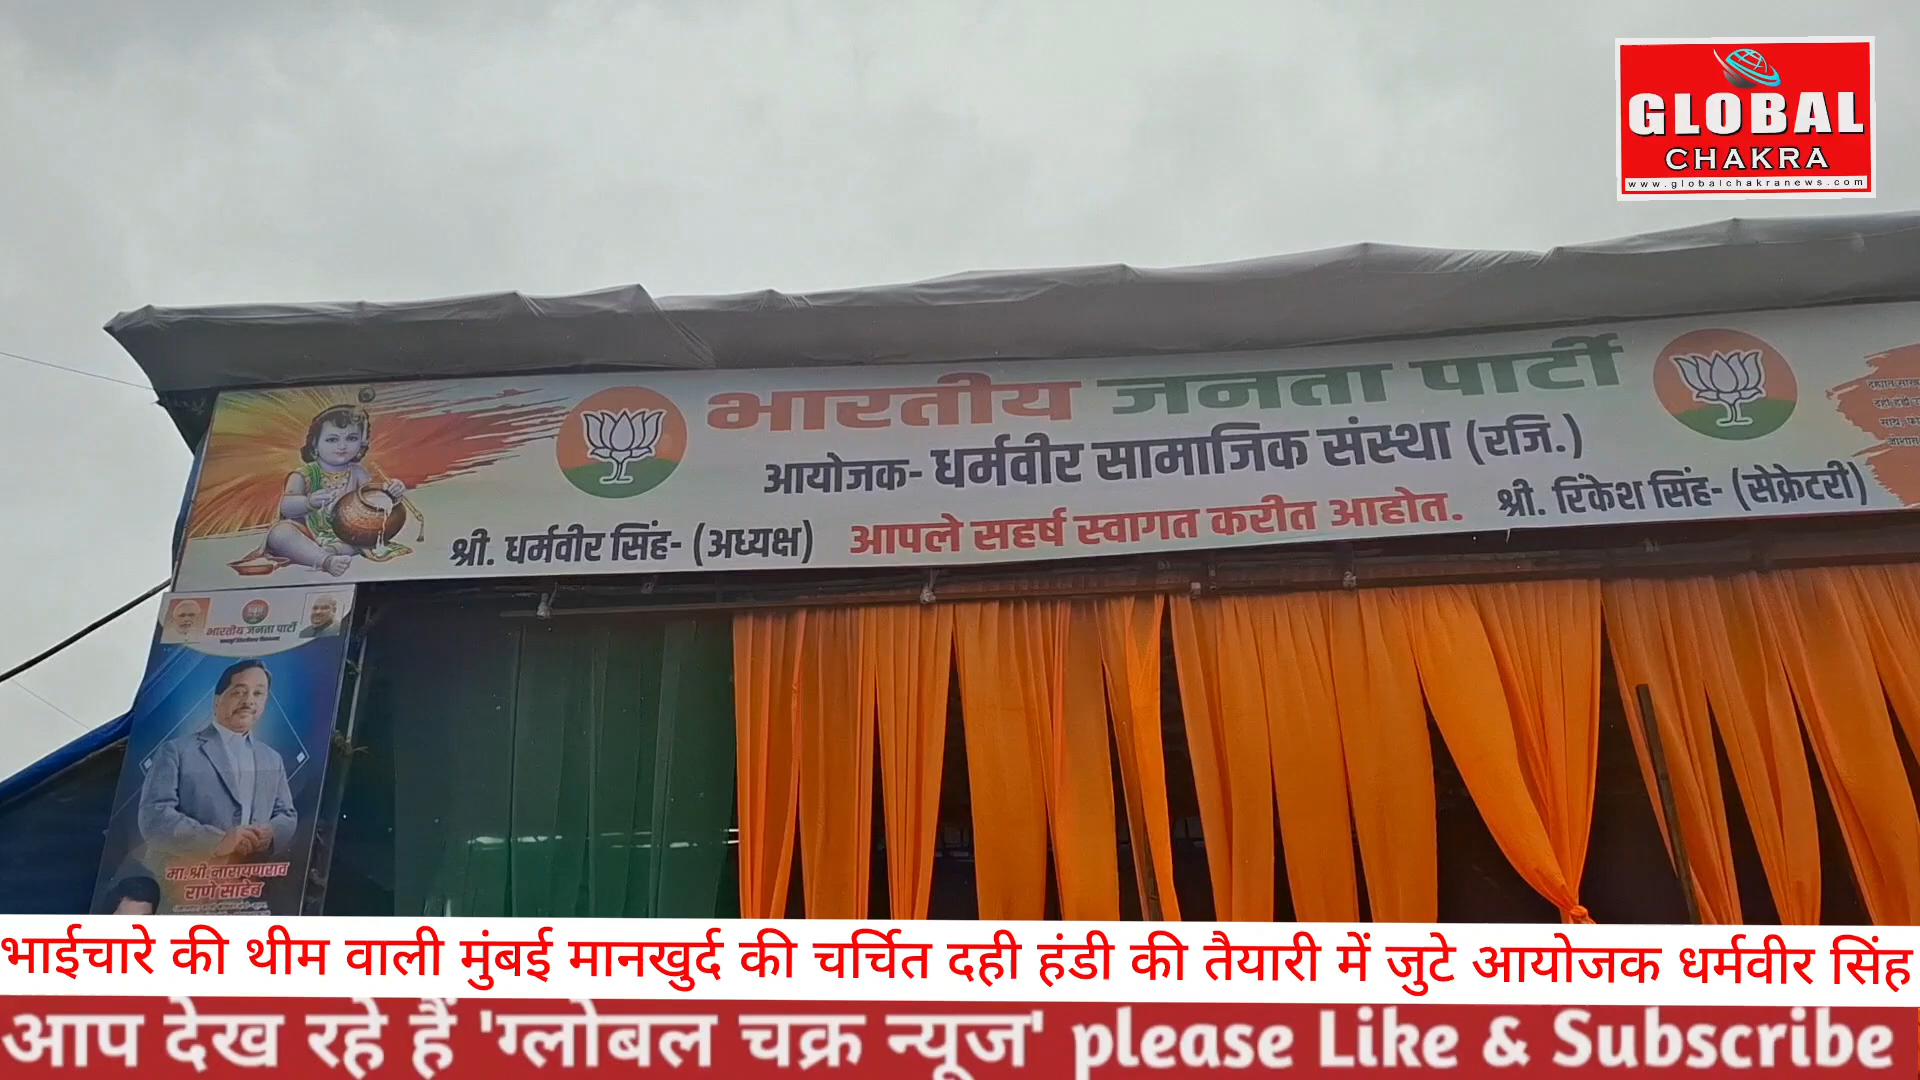 GLOBAL
CHAKRA
www.globalchakranews.com
भारतीय जनता पार्टी
आयोजक- धर्मवीर सामाजिक संस्था (रजि.)
श्री. धर्मवीर सिंह- (अध्यक्ष) आपले सहर्ष स्वागत करीत आहोत. श्री. रिंकेश सिंह- (सेक्रेटरी)
भारतीय जनता पार्टी
मा.श्री.नारायणराव
राणे साहेब
भाईचारे की थीम वाली मुंबई मानखुर्द की चर्चित दही हंडी की तैयारी में जुटे आयोजक धर्मवीर सिंह
आप देख रहे हैं 'ग्लोबल चक्र न्यूज' please Like & Subscribe